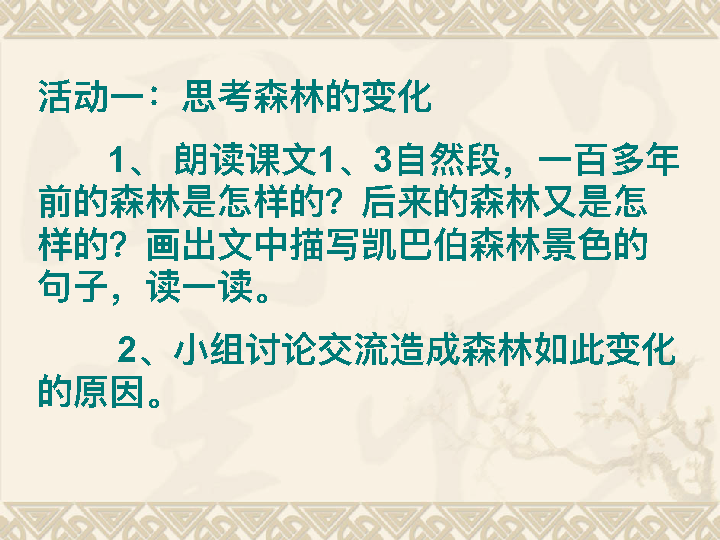 活动一：思考森林的变化
1、 朗读课文1、3自然段，一百多年
前的森林是怎样的？后来的森林又是怎
样的？画出文中描写凯巴伯森林景色的
句子，读一读。
2、小组讨论交流造成森林如此变化
的原因。